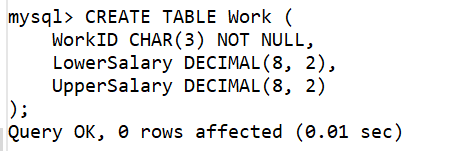 mysql> CREATE TABLE Work (
    WorkID CHAR(3) NOT NULL,
    LowerSalary DECIMAL(8, 2),
    UpperSalary DECIMAL(8, 2)
);
Query OK, 0 rows affected (0.01 sec)